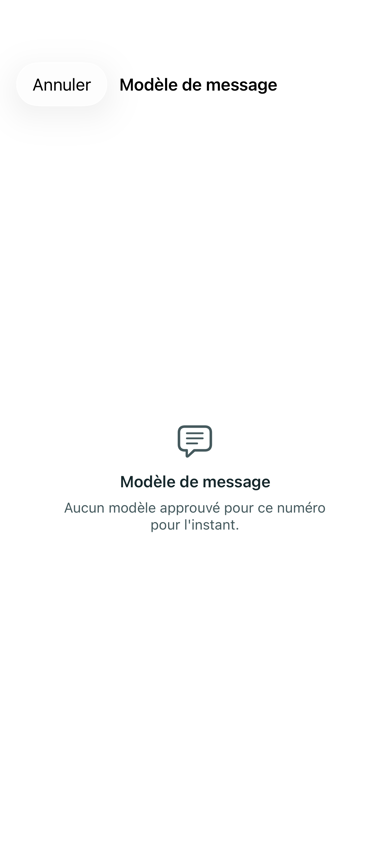 Annuler
Modèle de message
Modèle de message
Aucun modèle approuvé pour ce numéro
pour l'instant.